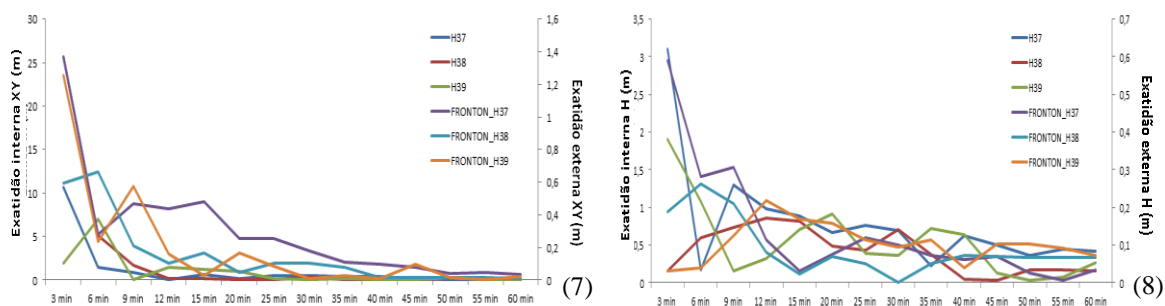 Exatidão interna XY (m)
30
25
20
15
10
5
0
H37
H38
H39
FRONTON_H37
FRONTON_H38
FRONTON_H39
1,6
1,4
1,2
1
0,8
0,6
0,4
0,2
0
Exatidão externa XY (m)
3 min 6 min 9 min 12 min 15 min 20 min 25 min 30 min 35 min 40 min 45 min 50 min 55 min 60 min
(7)
Exatidão interna H (m)
3,5
3
2,5
2
1,5
1
0,5
0
H37
H38
H39
FRONTON_H37
FRONTON_H38
FRONTON_H39
0,7
0,6
0,5
0,4
0,3
0,2
0,1
0
Exatidão externa H (m)
3 min 6 min 9 min 12 min 15 min 20 min 25 min 30 min 35 min 40 min 45 min 50 min 55 min 60 min
(8)